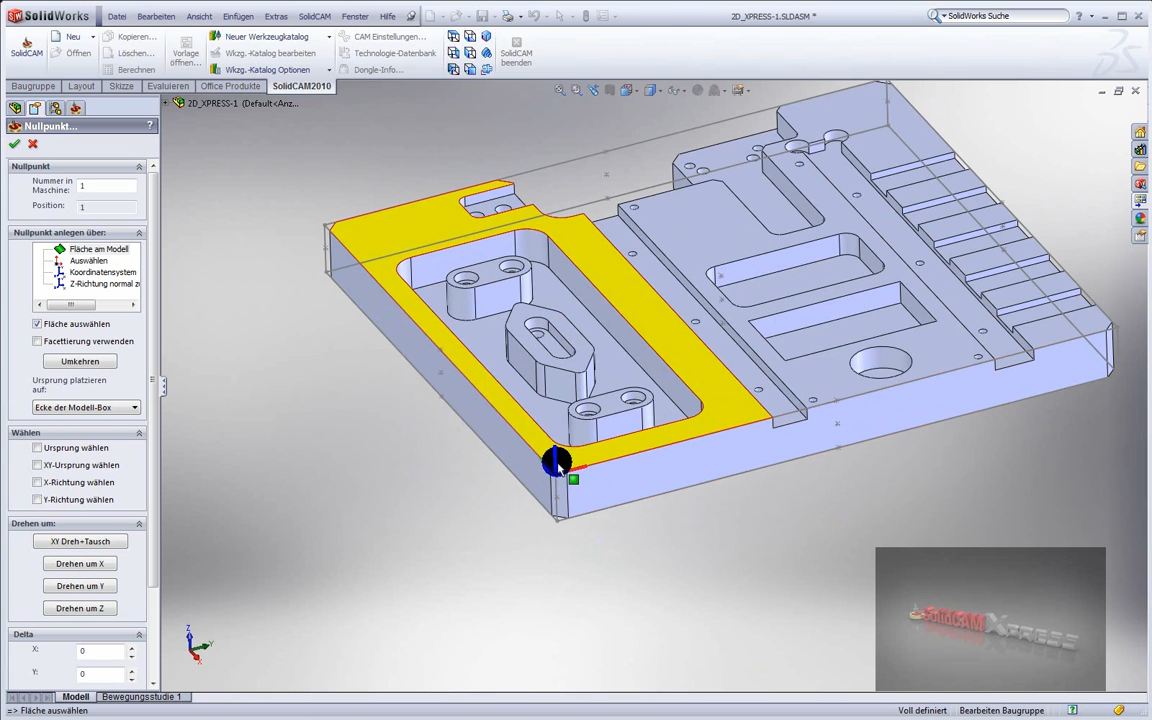 SolidWorks
Datei Bearbeiten Ansicht Einfügen Extras SolidCAM Fenster Hilfe
2D_XPRESS-1.SLDASM *
SolidWorks Suche
SolidCAM
Neu
Öffnen
Kopieren...
Löschen...
Berechnen
Vorlage öffnen...
Neuer Werkzeugkatalog
Wkzg.-Katalog bearbeiten
Wkzg.-Katalog Optionen
CAM Einstellungen...
Technologie-Datenbank
Dongle-Info...
SolidCAM beenden
Baugruppe Layout Skizze Evaluieren Office Produkte SolidCAM2010
2D_XPRESS-1 (Default<Anz...
Nullpunkt... ?
Nullpunkt
Nummer in Maschine: 1
Position: 1
Nullpunkt anlegen über:
Fläche am Modell
Auswählen
Koordinatensystem
Z-Richtung normal zu
Fläche auswählen
Facettierung verwenden
Umkehren
Ursprung platzieren auf:
Ecke der Modell-Box
Wählen
Ursprung wählen
XY-Ursprung wählen
X-Richtung wählen
Y-Richtung wählen
Drehen um:
XY Dreh+Tausch
Drehen um X
Drehen um Y
Drehen um Z
Delta
X: 0
Y: 0
Z
Y
X
SolidCAM XPRESS
Modell Bewegungsstudie 1
=> Fläche auswählen
Voll definiert Bearbeiten Baugruppe